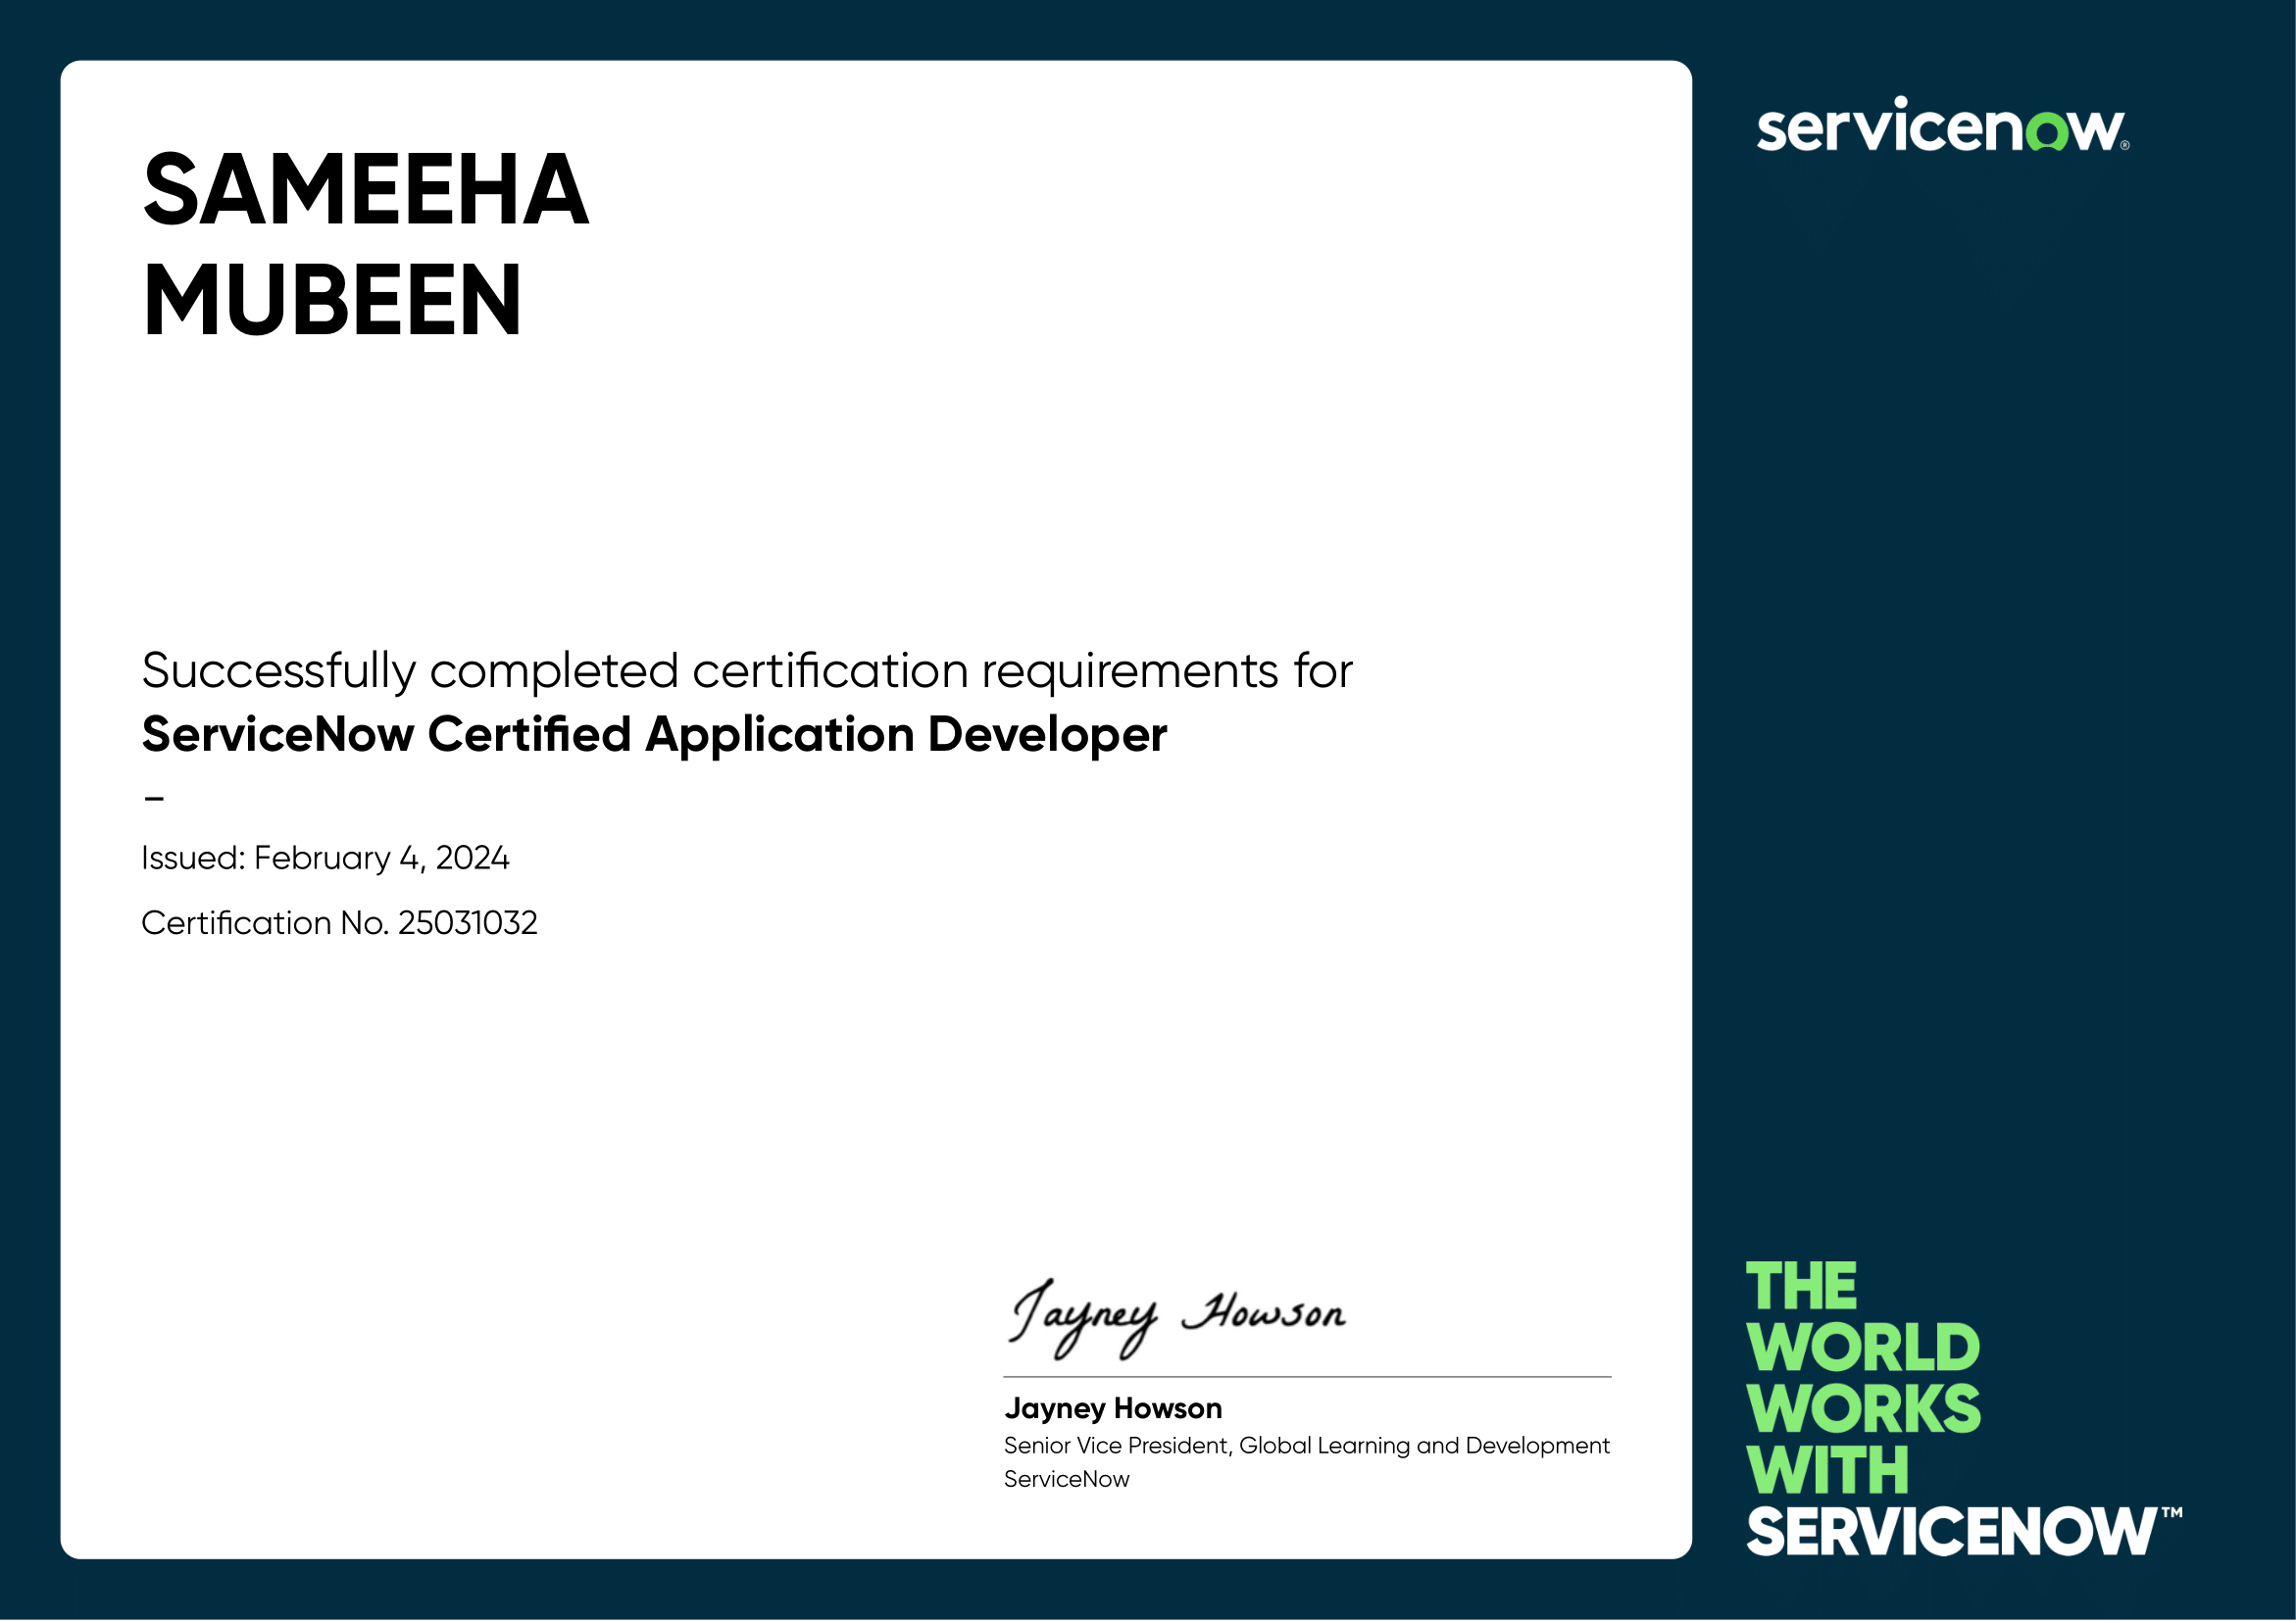 SAMEEHA
MUBEEN
Successfully completed certification requirements for
ServiceNow Certified Application Developer
–
Issued: February 4, 2024
Certification No. 25031032
Jayney Howson
Jayney Howson
Senior Vice President, Global Learning and Development
ServiceNow
servicenow®
THE
WORLD
WORKS
WITH
SERVICENOW™